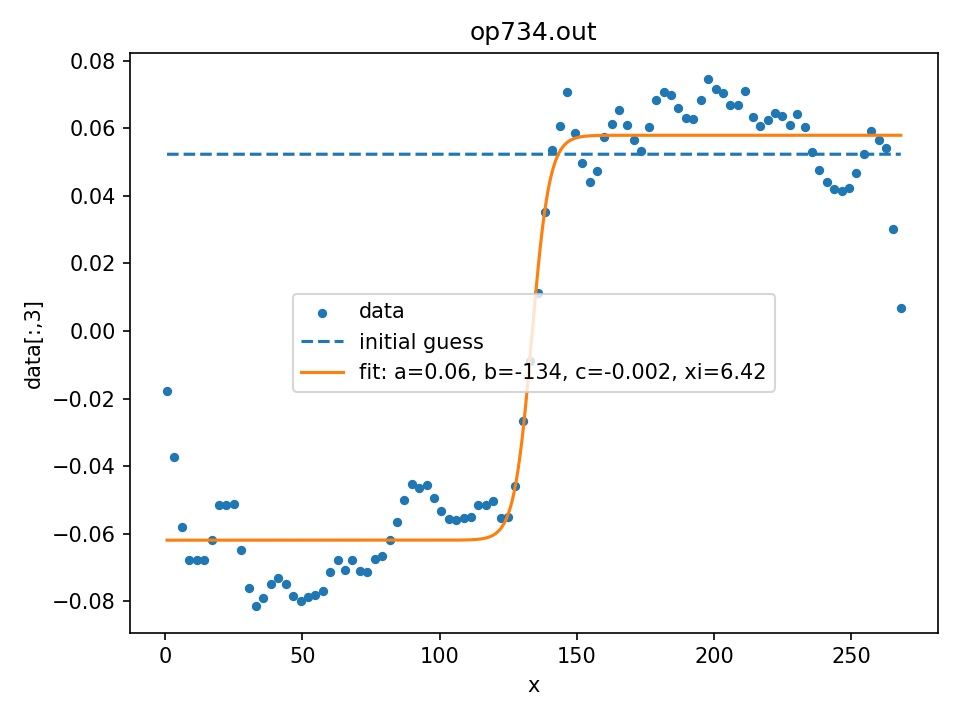 op734.out
0.08
0.06
0.04
0.02
0.00
−0.02
−0.04
−0.06
−0.08
data[:,3]
data
initial guess
fit: a=0.06, b=-134, c=-0.002, xi=6.42
0 50 100 150 200 250
x